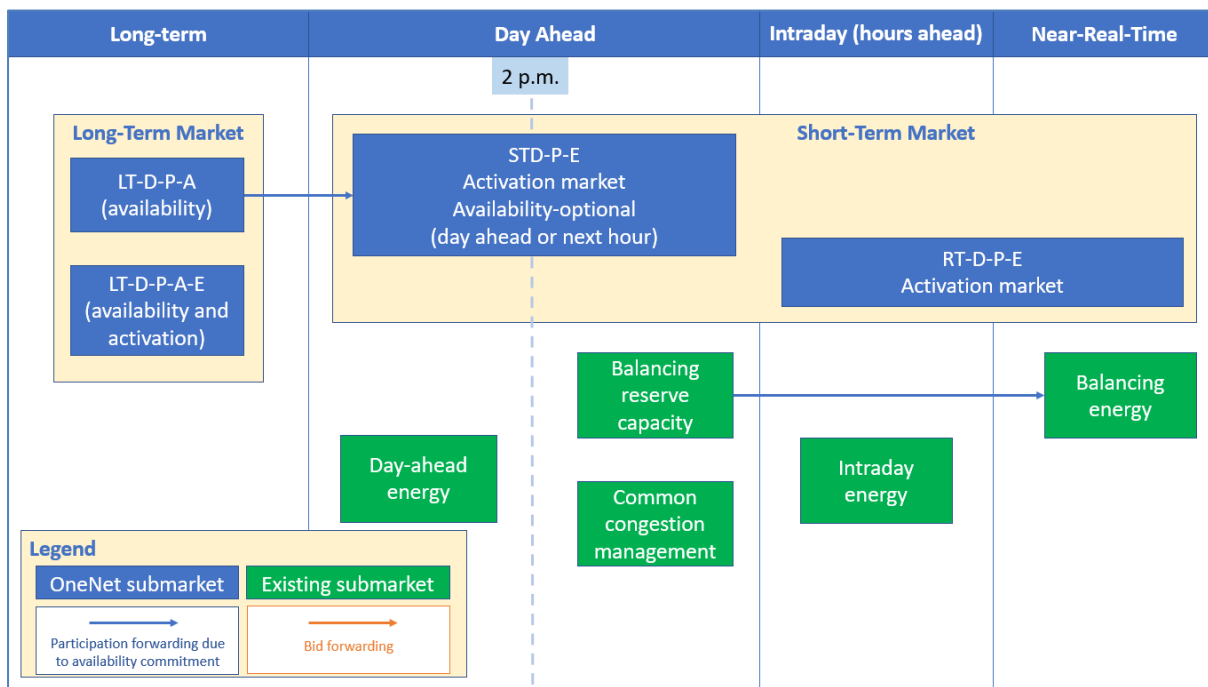 Long-term
Day Ahead
Intraday (hours ahead)
Near-Real-Time
2 p.m.
Long-Term Market
LT-D-P-A
(availability)
LT-D-P-A-E
(availability and
activation)
Short-Term Market
STD-P-E
Activation market
Availability-optional
(day ahead or next hour)
RT-D-P-E
Activation market
Balancing
reserve
capacity
Balancing
energy
Day-ahead
energy
Intraday
energy
Common
congestion
management
Legend
OneNet submarket
Existing submarket
Participation forwarding due
to availability commitment
Bid forwarding